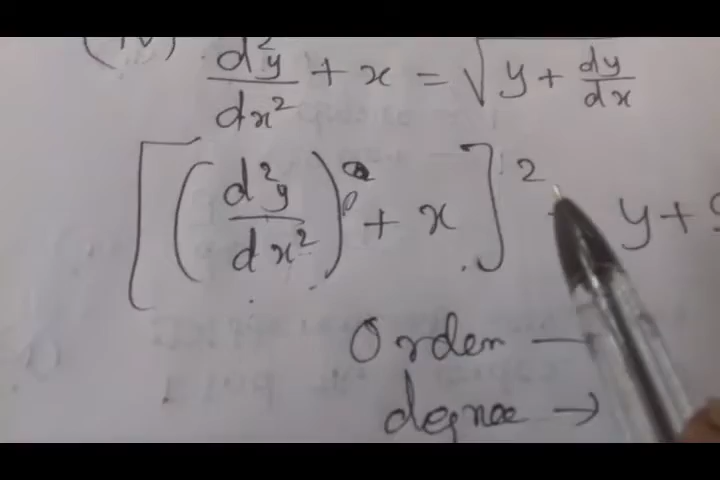 (iv) d²y/dx² + x = √(y + dy/dx)
[(d²y/dx²) + x]² y +
Order →
degree →